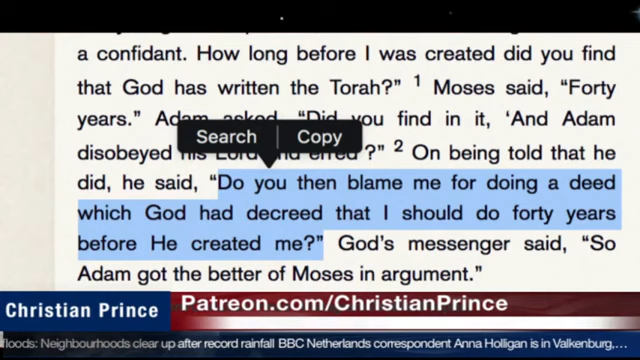 a confidant. How long before I was created did you find
that God has written the Torah?” 1 Moses said, “Forty
years.” Adam asked, “Did you find in it, ‘And Adam
Search Copy
disobeyed his Lord and erred’?” 2 On being told that he
did, he said, “Do you then blame me for doing a deed
which God had decreed that I should do forty years
before He created me?” God’s messenger said, “So
Adam got the better of Moses in argument.”
Christian Prince Patreon.com/ChristianPrince
floods: Neighbourhoods clear up after record rainfall BBC Netherlands correspondent Anna Holligan is in Valkenburg,...